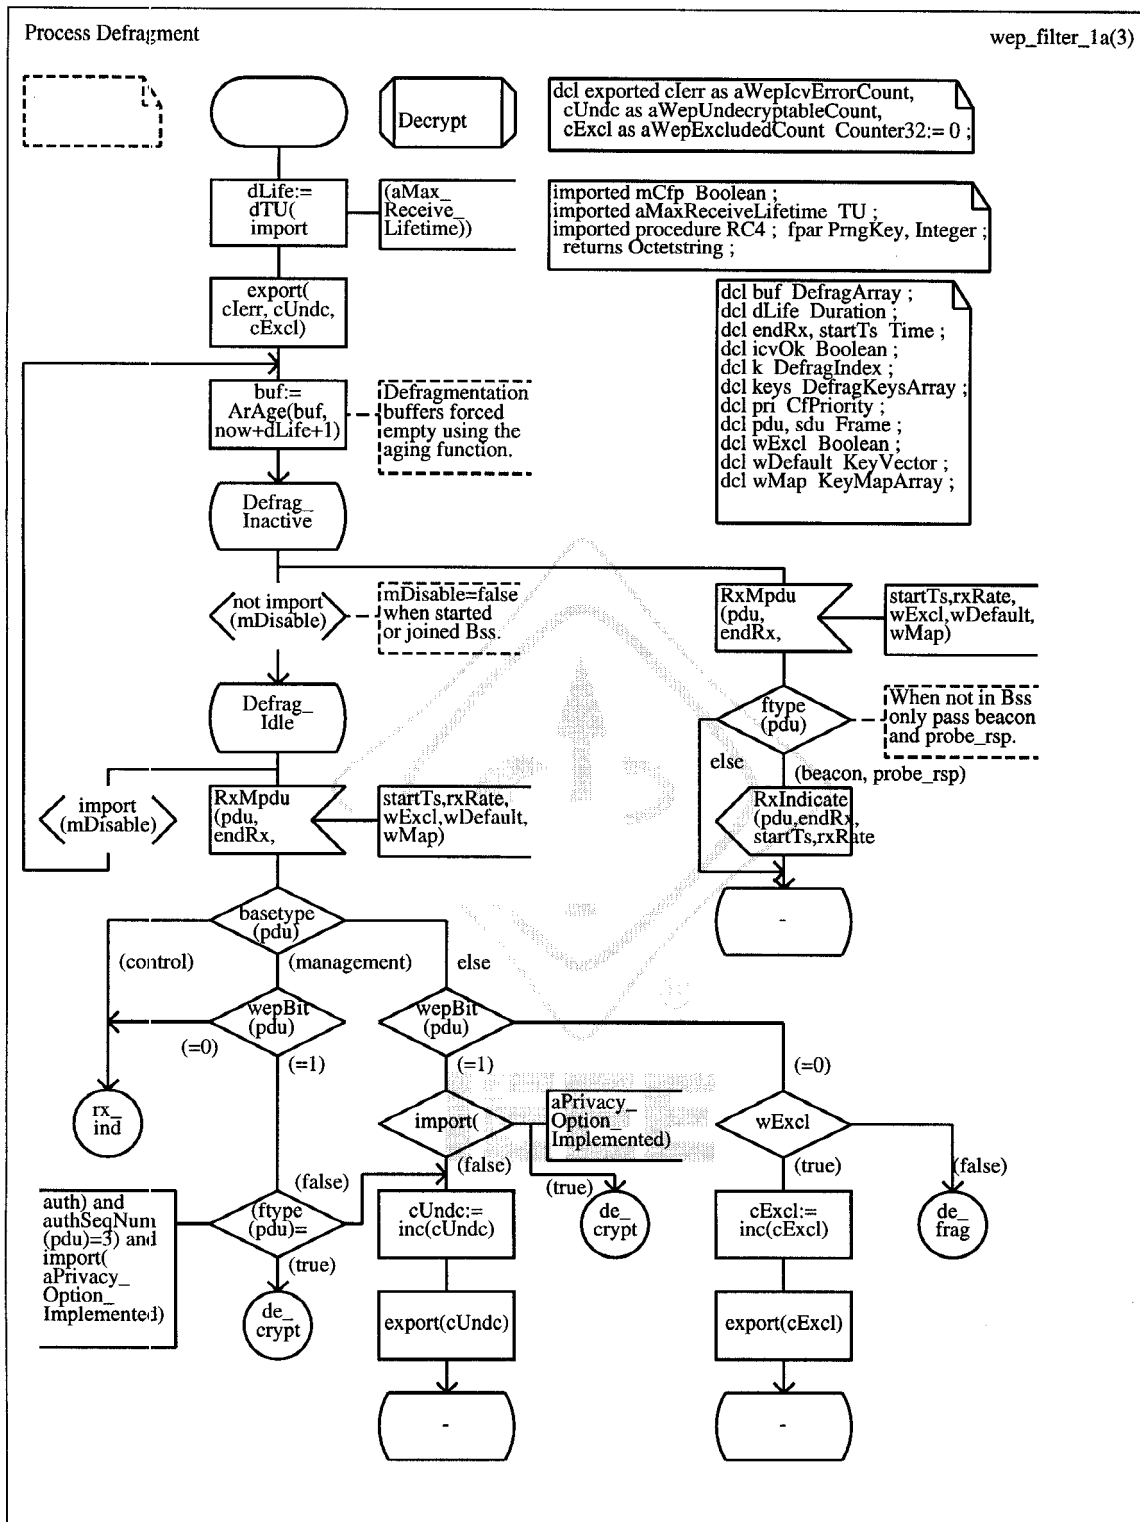 Process Defragment
wep_filter_1a(3)
Decrypt
dcl exported cIerr as aWepIcvErrorCount,
cUndc as aWepUndecryptableCount,
cExcl as aWepExcludedCount Counter32:= 0 ;
dLife:=
dTU(
import
(aMax_
Receive_
Lifetime))
imported mCfp Boolean ;
imported aMaxReceiveLifetime TU ;
imported procedure RC4 ; fpar PrngKey, Integer ;
returns Octetstring ;
export(
cIerr, cUndc,
cExcl)
dcl buf DefragArray ;
dcl dLife Duration ;
dcl endRx, startTs Time ;
dcl icvOk Boolean ;
dcl k DefragIndex ;
dcl keys DefragKeysArray ;
dcl pri CfPriority ;
dcl pdu, sdu Frame ;
dcl wExcl Boolean ;
dcl wDefault KeyVector ;
dcl wMap KeyMapArray ;
buf:=
ArAge(buf,
now+dLife+1)
Defragmentation
buffers forced
empty using the
aging function.
Defrag_
Inactive
not import
(mDisable)
mDisable=false
when started
or joined Bss.
RxMpdu
(pdu,
endRx,
startTs,rxRate,
wExcl,wDefault,
wMap)
Defrag_
Idle
ftype
(pdu)
When not in Bss
only pass beacon
and probe_rsp.
else
(beacon, probe_rsp)
import
(mDisable)
RxMpdu
(pdu,
endRx,
startTs,rxRate,
wExcl,wDefault,
wMap)
RxIndicate
(pdu,endRx,
startTs,rxRate
-
basetype
(pdu)
(control)
(management)
else
wepBit
(pdu)
wepBit
(pdu)
(=0)
(=1)
(=1)
(=0)
rx_
ind
import(
aPrivacy_
Option_
Implemented)
wExcl
(false)
(false)
(true)
(true)
(false)
auth) and
authSeqNum
(pdu)=3) and
import(
aPrivacy_
Option_
Implemented)
(ftype
(pdu)=
cUndc:=
inc(cUndc)
de_
crypt
cExcl:=
inc(cExcl)
de_
frag
(true)
de_
crypt
export(cUndc)
export(cExcl)
-
-